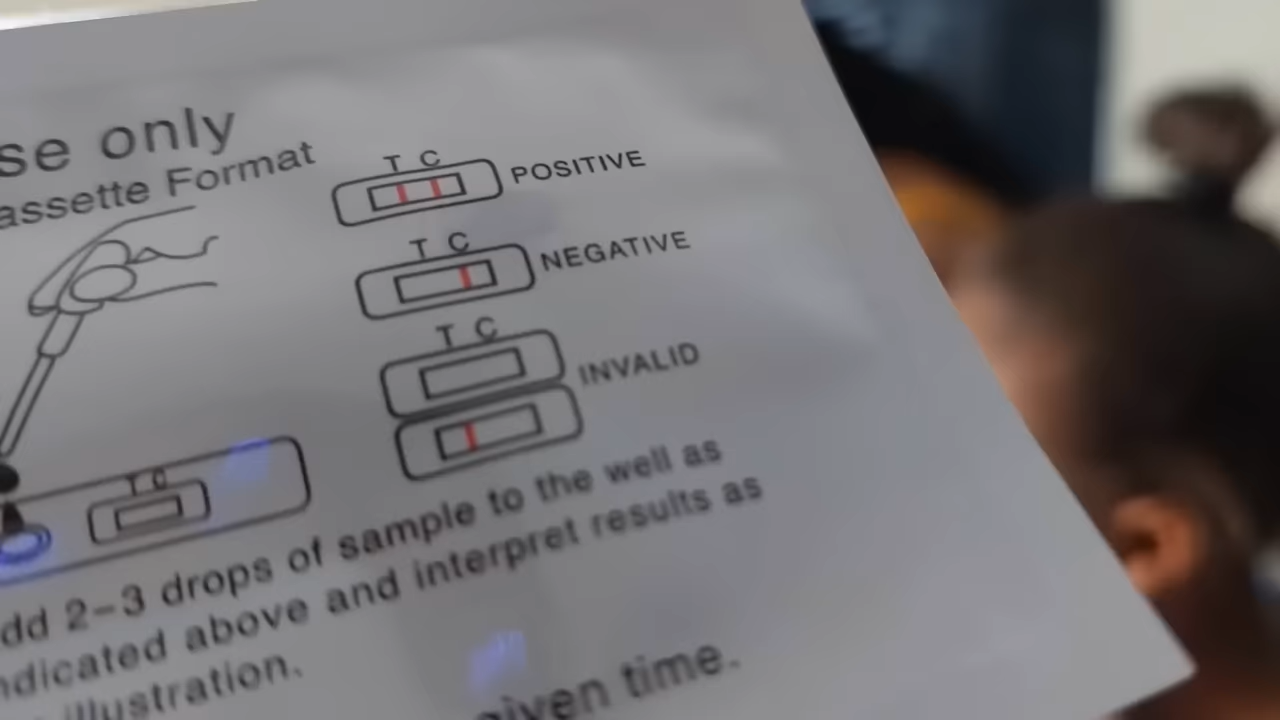 se only
assette Format
T C
POSITIVE
T C
NEGATIVE
T C
INVALID
T C
dd 2-3 drops of sample to the well as
ndicated above and interpret results as
illustration.
given time.